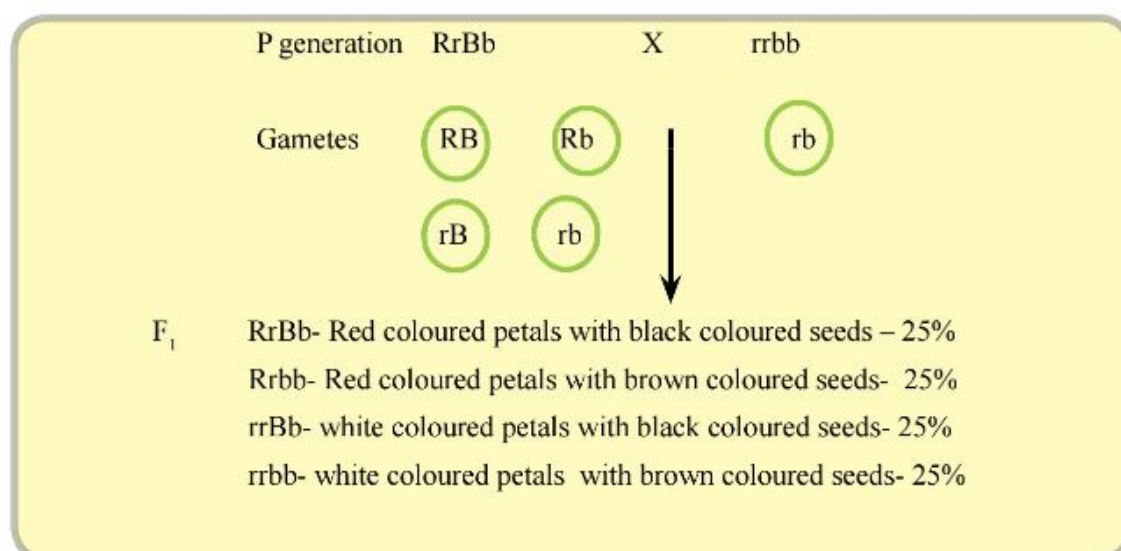 P generation RrBb X rrbb
Gametes RB Rb rb
rB rb
F₁ RrBb- Red coloured petals with black coloured seeds – 25%
Rrbb- Red coloured petals with brown coloured seeds- 25%
rrBb- white coloured petals with black coloured seeds- 25%
rrbb- white coloured petals with brown coloured seeds- 25%